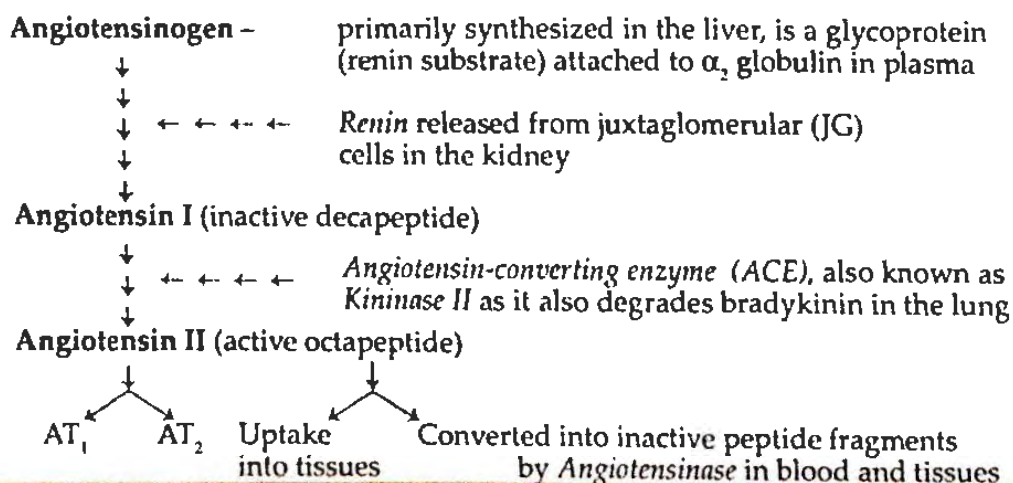 Angiotensinogen – primarily synthesized in the liver, is a glycoprotein
(renin substrate) attached to α₂ globulin in plasma
Renin released from juxtaglomerular (JG)
cells in the kidney
Angiotensin I (inactive decapeptide)
Angiotensin-converting enzyme (ACE), also known as
Kininase II as it also degrades bradykinin in the lung
Angiotensin II (active octapeptide)
AT₁ AT₂ Uptake Converted into inactive peptide fragments
into tissues by Angiotensinase in blood and tissues